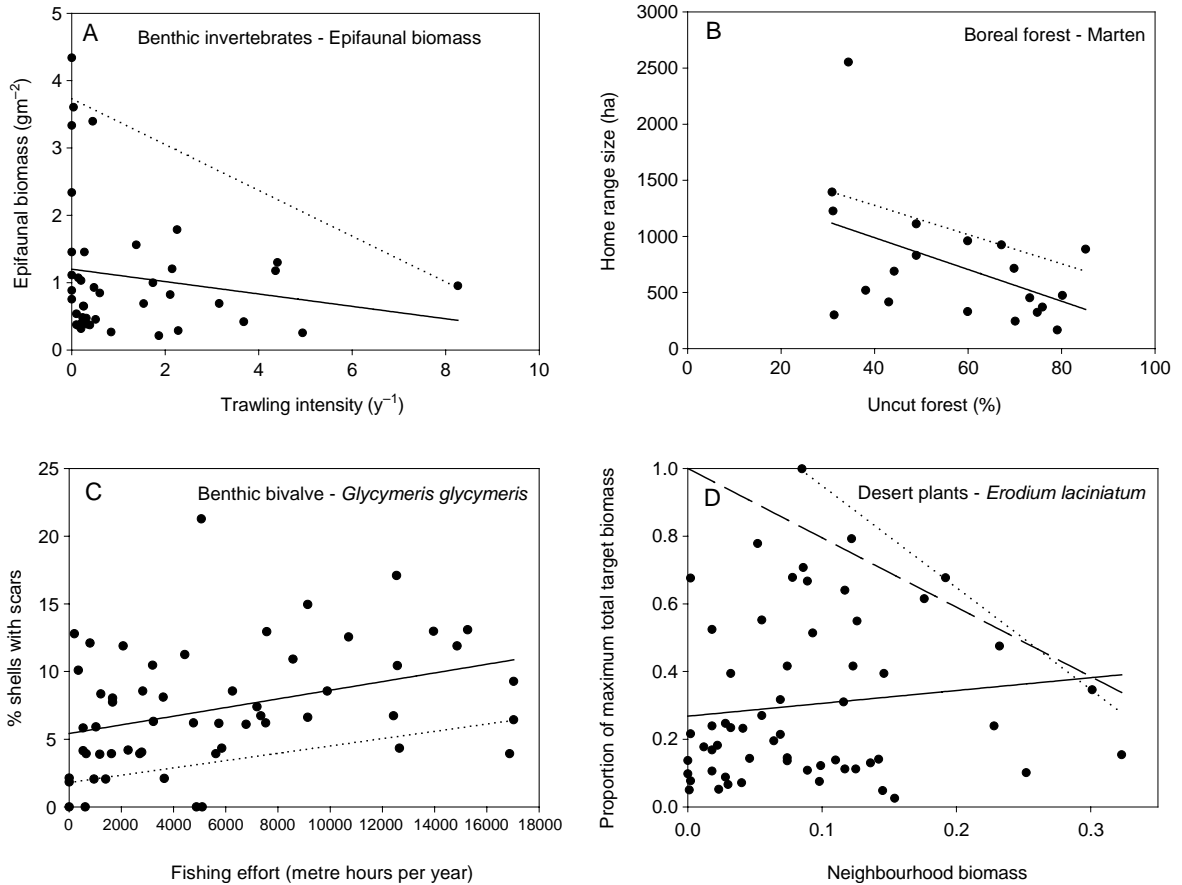 A
Benthic invertebrates - Epifaunal biomass
Epifaunal biomass (gm⁻²)
5
4
3
2
1
0
0 2 4 6 8 10
Trawling intensity (y⁻¹)
B
Boreal forest - Marten
Home range size (ha)
3000
2500
2000
1500
1000
500
0
0 20 40 60 80 100
Uncut forest (%)
C
Benthic bivalve - Glycymeris glycymeris
% shells with scars
25
20
15
10
5
0
0 2000 4000 6000 8000 10000 12000 14000 16000 18000
Fishing effort (metre hours per year)
D
Desert plants - Erodium laciniatum
Proportion of maximum total target biomass
1.0
0.8
0.6
0.4
0.2
0.0
0.0 0.1 0.2 0.3
Neighbourhood biomass